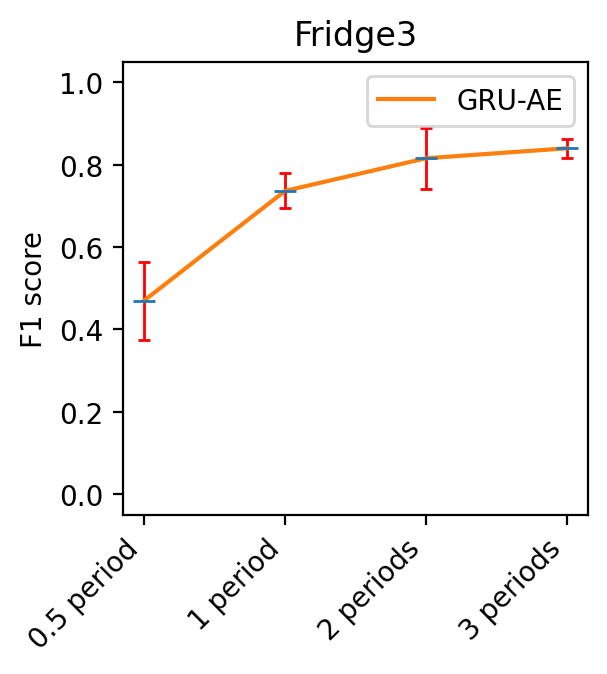 Fridge3
GRU-AE
1.0
0.8
0.6
0.4
0.2
0.0
F1 score
0.5 period
1 period
2 periods
3 periods